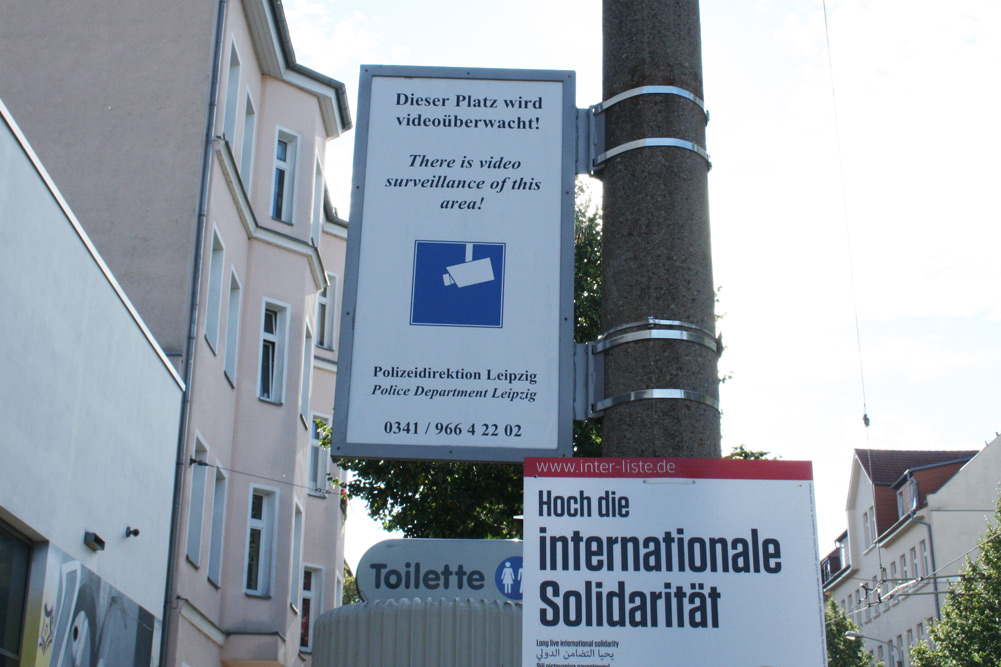 Dieser Platz wird
videoüberwacht!
There is video
surveillance of this
area!
Polizeidirektion Leipzig
Police Department Leipzig
0341 / 966 4 22 02
www.inter-liste.de
Hoch die
internationale
Solidarität
Long live international solidarity
يحيا التضامن الدولي
Toilette